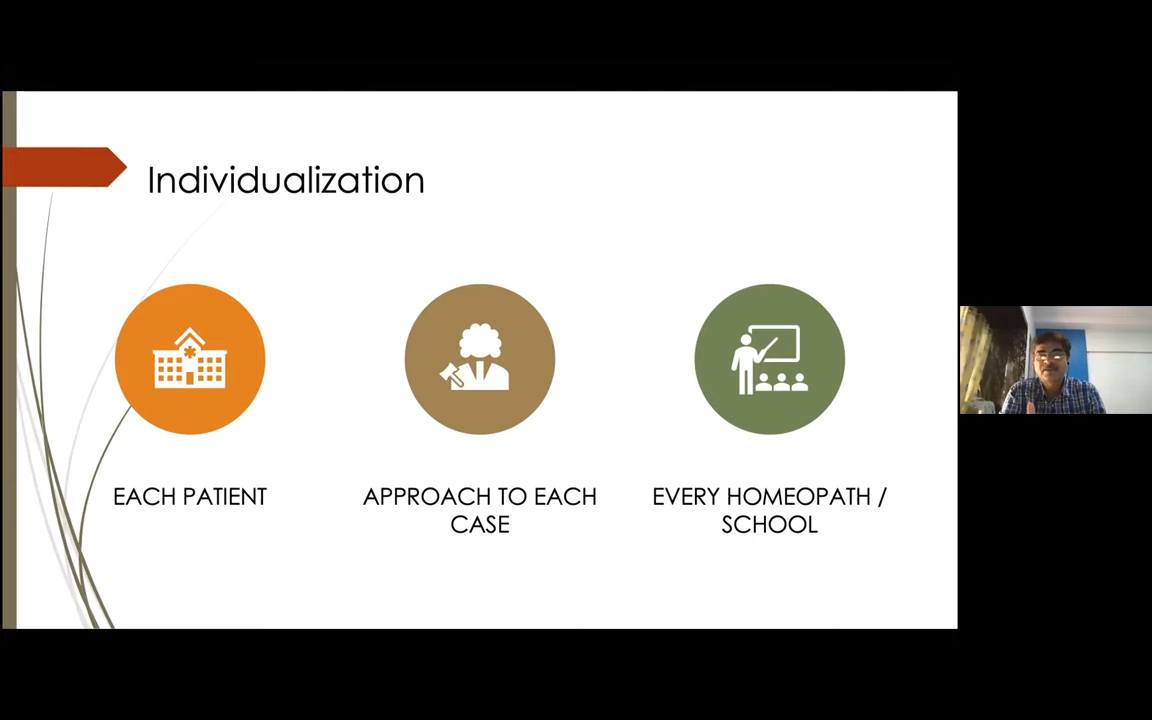 Individualization
EACH PATIENT
APPROACH TO EACH
CASE
EVERY HOMEOPATH /
SCHOOL